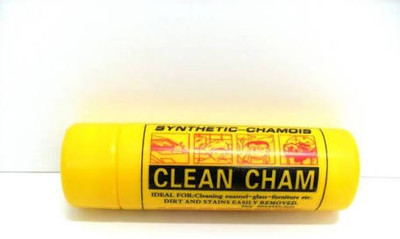 SYNTHETIC-CHAMOIS
CLEAN CHAM
IDEAL FOR:Cleaning enamel-glass-furniture etc.
DIRT AND STAINS EASILY REMOVED.